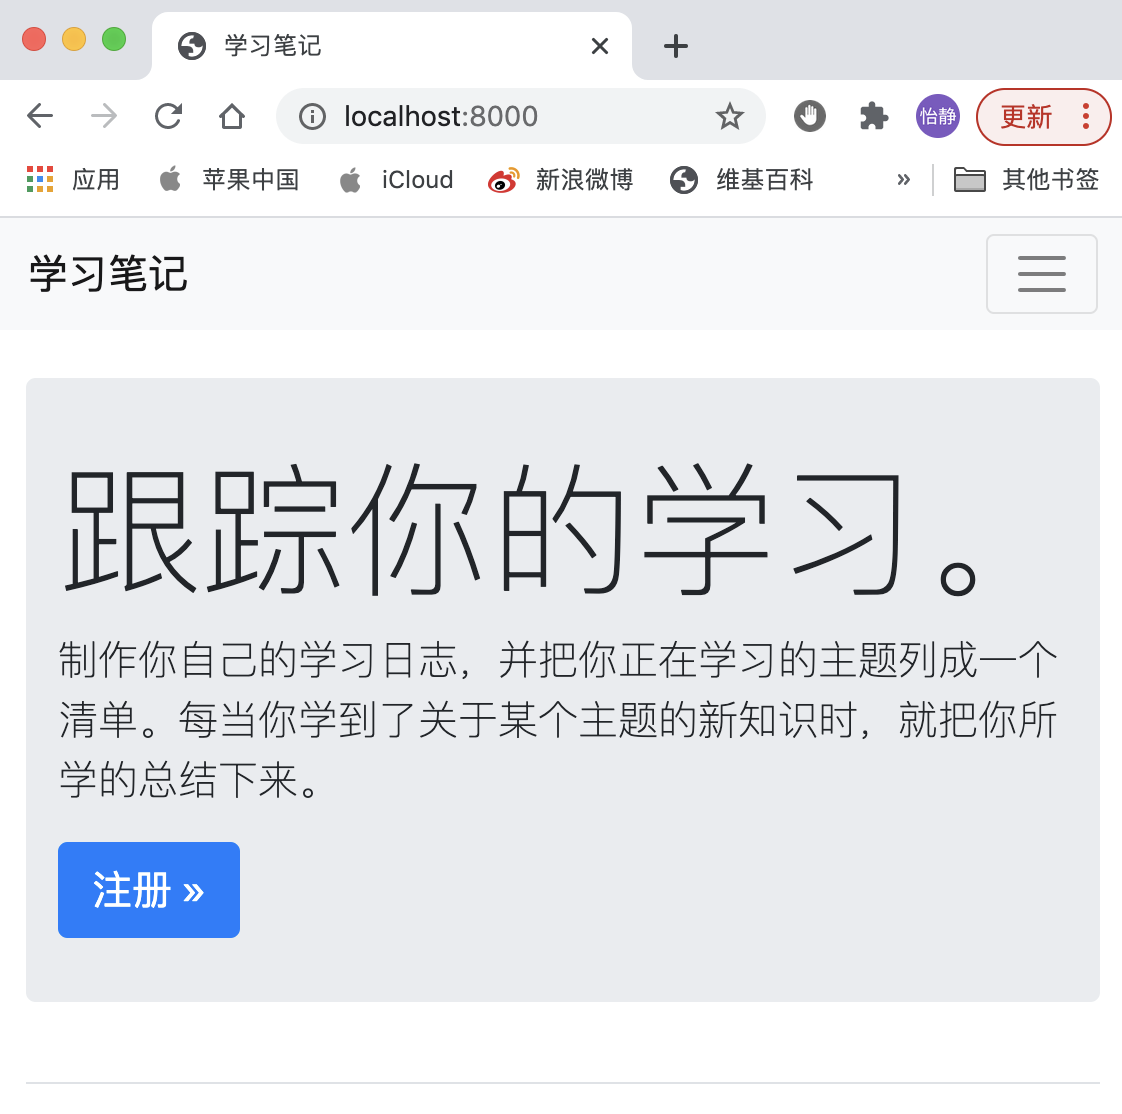 学习笔记
localhost:8000
怡静
更新
应用
苹果中国
iCloud
新浪微博
维基百科
»
其他书签
学习笔记
跟踪你的学习。
制作你自己的学习日志，并把你正在学习的主题列成一个
清单。每当你学到了关于某个主题的新知识时，就把你所
学的总结下来。
注册 »